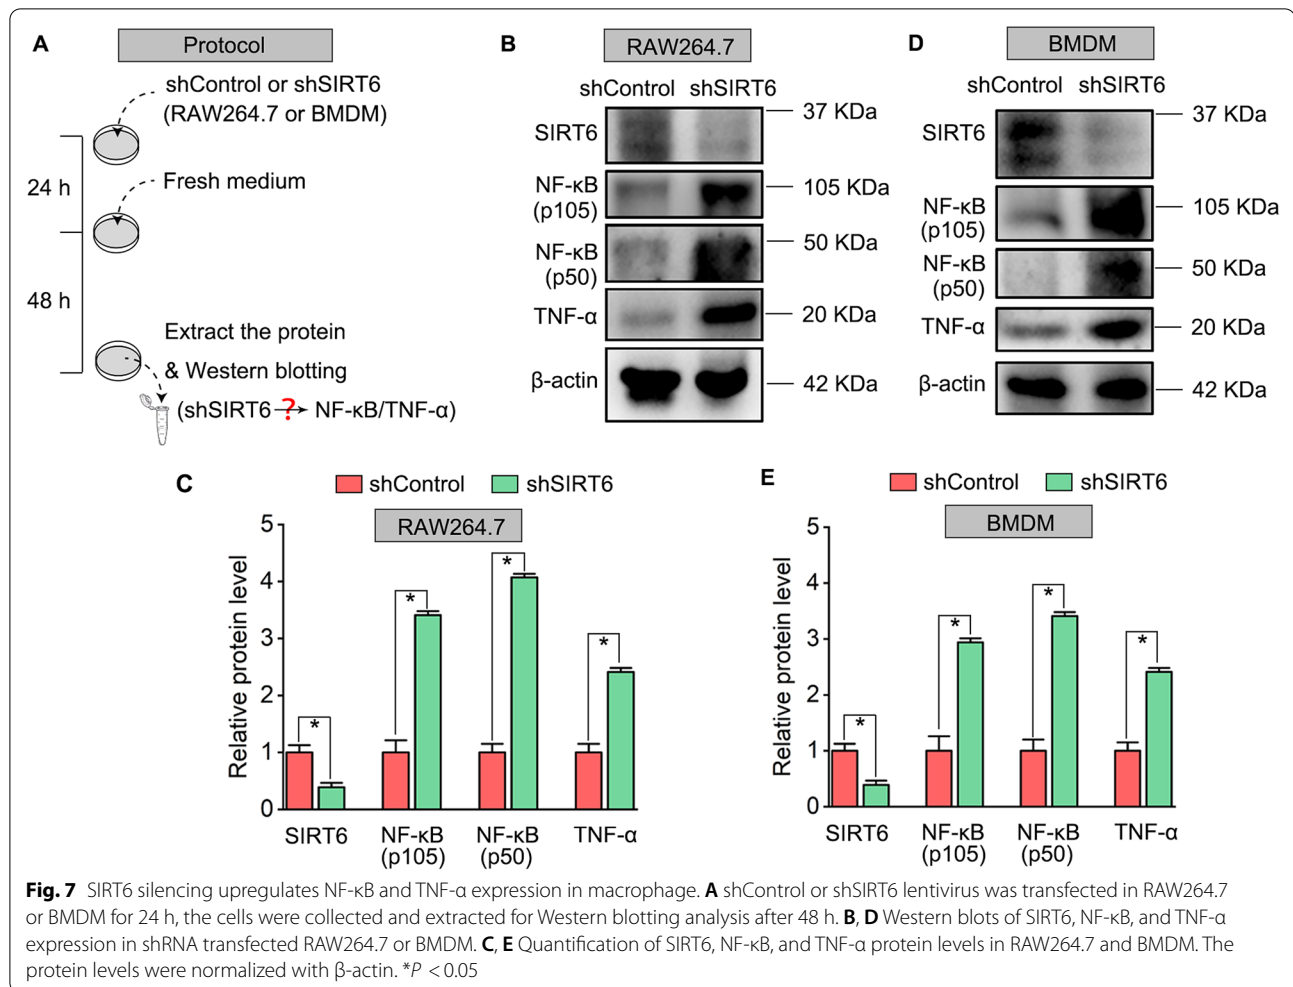 A
Protocol
shControl or shSIRT6
(RAW264.7 or BMDM)
24 h
Fresh medium
48 h
Extract the protein
& Western blotting
(shSIRT6 ? NF-κB/TNF-α)
B
RAW264.7
shControl shSIRT6
SIRT6
37 KDa
NF-κB
(p105)
105 KDa
NF-κB
(p50)
50 KDa
TNF-α
20 KDa
β-actin
42 KDa
D
BMDM
shControl shSIRT6
SIRT6
37 KDa
NF-κB
(p105)
105 KDa
NF-κB
(p50)
50 KDa
TNF-α
20 KDa
β-actin
42 KDa
C
shControl shSIRT6
RAW264.7
Relative protein level
5
4
3
2
1
0
* * * *
SIRT6 NF-κB (p105) NF-κB (p50) TNF-α
E
shControl shSIRT6
BMDM
Relative protein level
5
4
3
2
1
0
* * * *
SIRT6 NF-κB (p105) NF-κB (p50) TNF-α
Fig. 7 SIRT6 silencing upregulates NF-κB and TNF-α expression in macrophage. A shControl or shSIRT6 lentivirus was transfected in RAW264.7
or BMDM for 24 h, the cells were collected and extracted for Western blotting analysis after 48 h. B, D Western blots of SIRT6, NF-κB, and TNF-α
expression in shRNA transfected RAW264.7 or BMDM. C, E Quantification of SIRT6, NF-κB, and TNF-α protein levels in RAW264.7 and BMDM. The
protein levels were normalized with β-actin. *P < 0.05